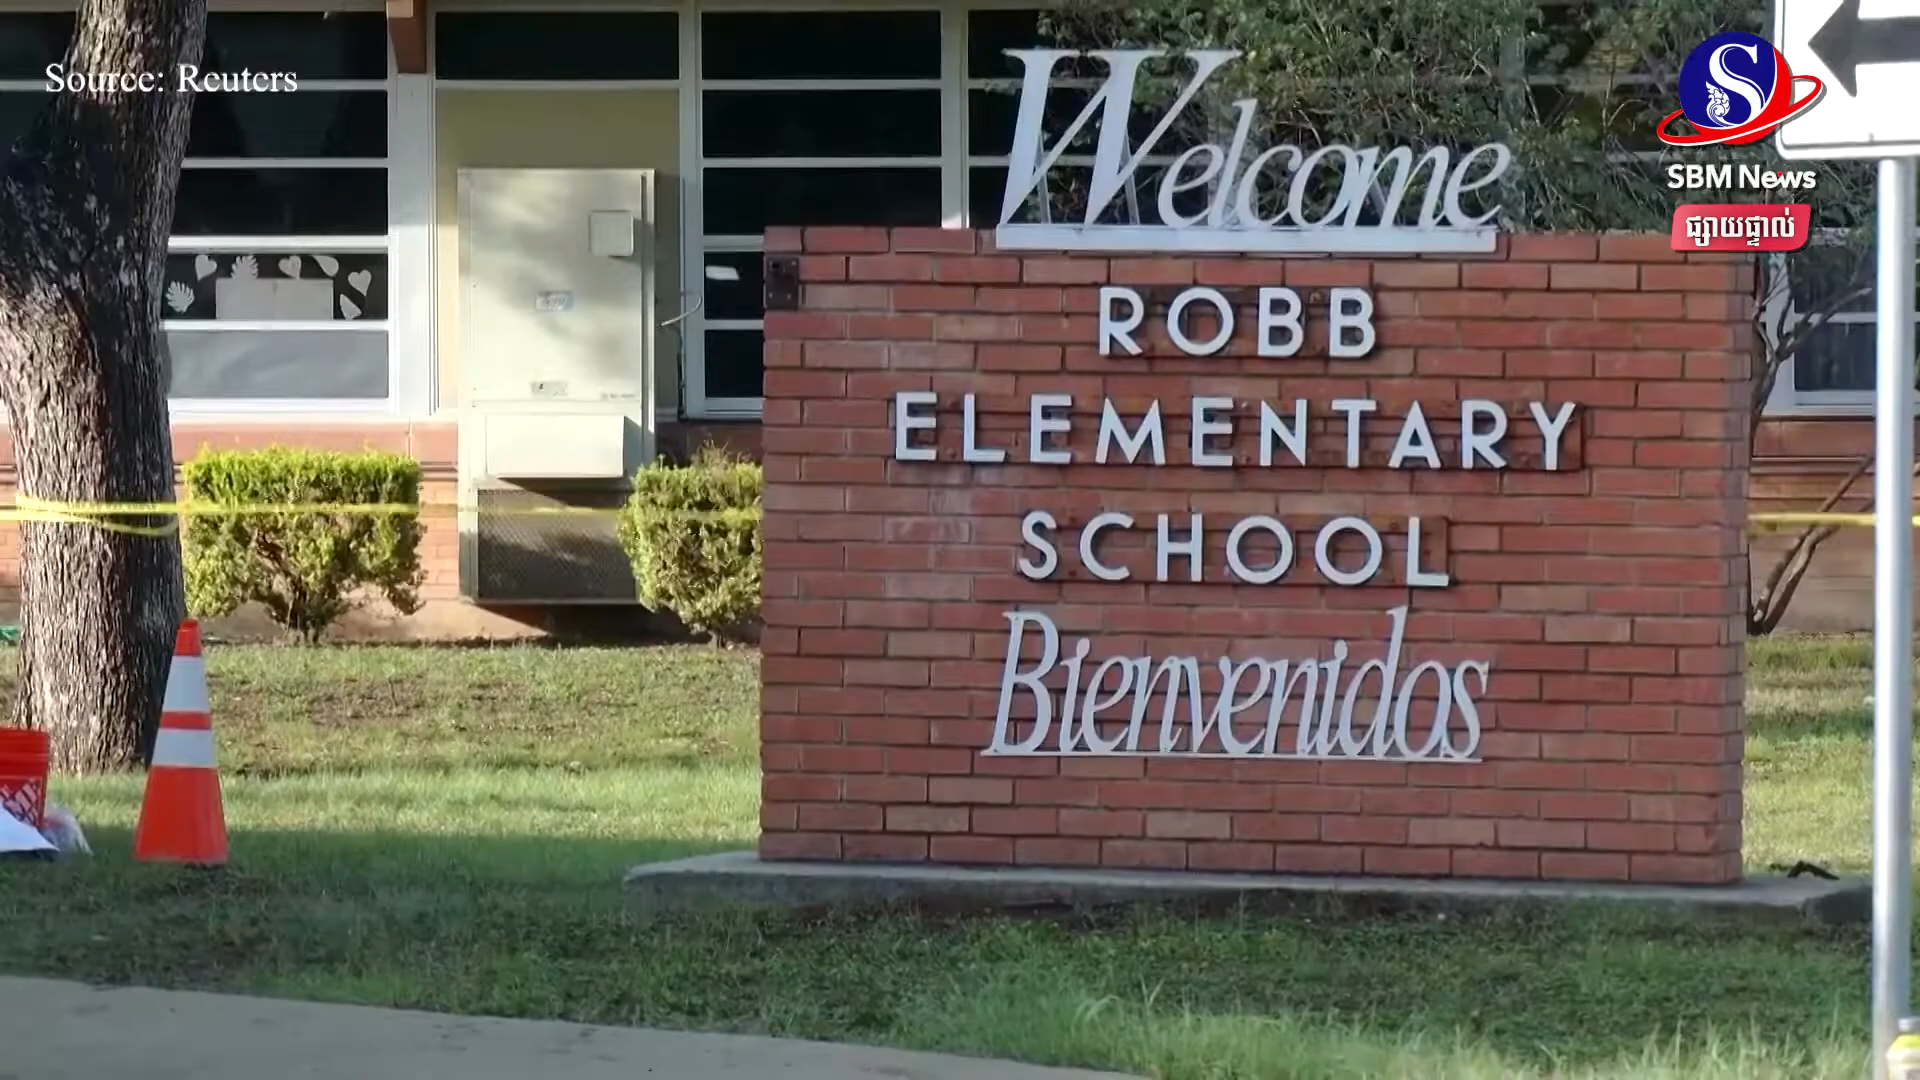 Source: Reuters
SBM News
ផ្សាយផ្ទាល់
Welcome
ROBB
ELEMENTARY
SCHOOL
Bienvenidos